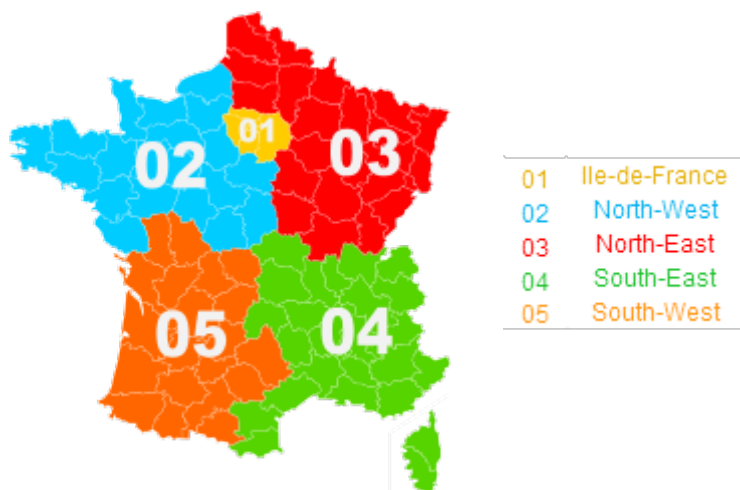 01
02
03
04
05
01 Ile-de-France
02 North-West
03 North-East
04 South-East
05 South-West